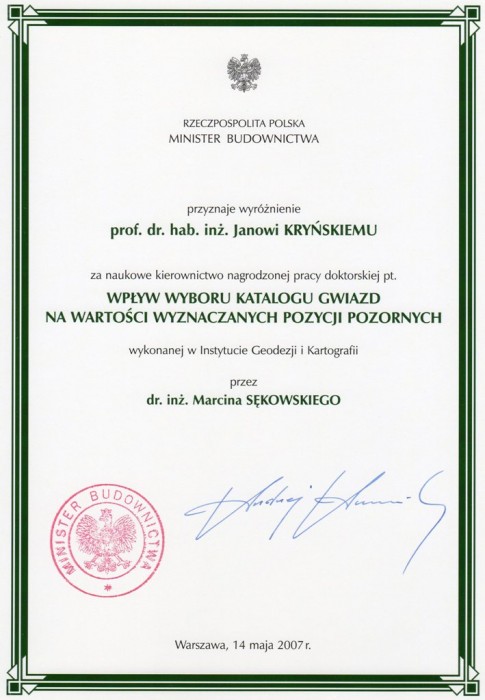 RZECZPOSPOLITA POLSKA
MINISTER BUDOWNICTWA
przyznaje wyróżnienie
prof. dr. hab. inż. Janowi KRYŃSKIEMU
za naukowe kierownictwo nagrodzonej pracy doktorskiej pt.
WPŁYW WYBORU KATALOGU GWIAZD
NA WARTOŚCI WYZNACZANYCH POZYCJI POZORNYCH
wykonanej w Instytucie Geodezji i Kartografii
przez
dr. inż. Marcina SĘKOWSKIEGO
MINISTER BUDOWNICTWA
Warszawa, 14 maja 2007 r.